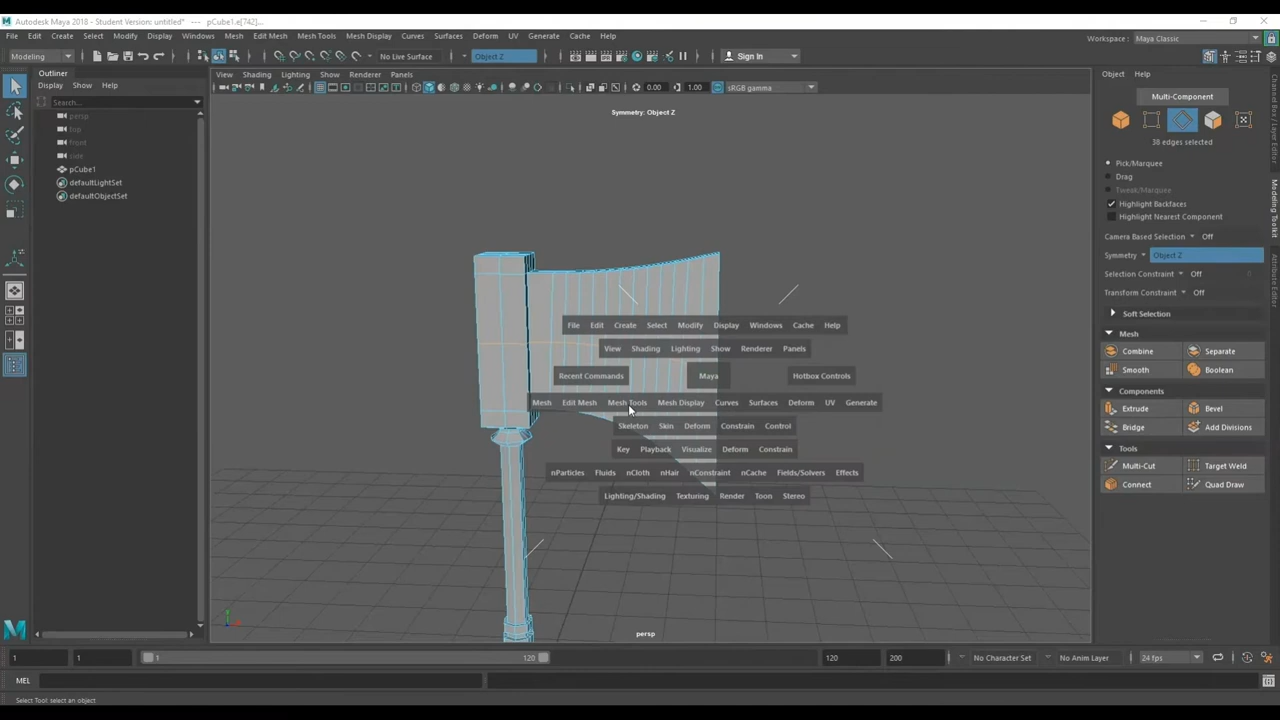 Autodesk Maya 2018 - Student Version: untitled* --- pCube1.e[742]...
File Edit Create Select Modify Display Windows Mesh Edit Mesh Mesh Tools Mesh Display Curves Surfaces Deform UV Generate Cache Help
Workspace : Maya Classic
Modeling No Live Surface Object Z Sign In
Outliner
Display Show Help
Search...
persp
top
front
side
pCube1
defaultLightSet
defaultObjectSet
View Shading Lighting Show Renderer Panels
0.00 1.00 sRGB gamma
Symmetry: Object Z
File Edit Create Select Modify Display Windows Cache Help
View Shading Lighting Show Renderer Panels
Recent Commands Maya Hotbox Controls
Mesh Edit Mesh Mesh Tools Mesh Display Curves Surfaces Deform UV Generate
Skeleton Skin Deform Constrain Control
Key Playback Visualize Deform Constrain
nParticles Fluids nCloth nHair nConstraint nCache Fields/Solvers Effects
Lighting/Shading Texturing Render Toon Stereo
persp
Object Help
Multi-Component
38 edges selected
Pick/Marquee
Drag
Tweak/Marquee
Highlight Backfaces
Highlight Nearest Component
Camera Based Selection Off
Symmetry Object Z
Selection Constraint Off
Transform Constraint Off
Soft Selection
Mesh
Combine Separate
Smooth Boolean
Components
Extrude Bevel
Bridge Add Divisions
Tools
Multi-Cut Target Weld
Connect Quad Draw
Channel Box / Layer Editor
Modeling Toolkit
Attribute Editor
1 1 1 120 120 200 No Character Set No Anim Layer 24 fps
MEL
Select Tool: select an object